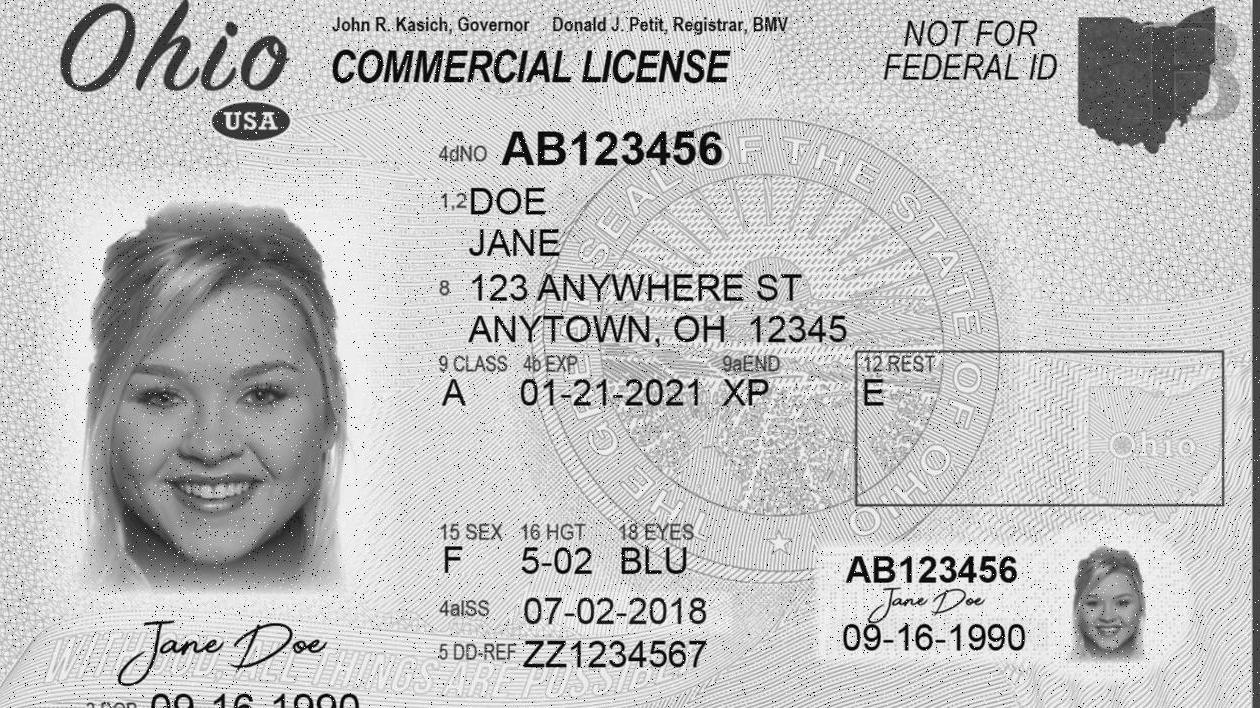 Ohio
USA
John R. Kasich, Governor Donald J. Petit, Registrar, BMV
COMMERCIAL LICENSE
NOT FOR
FEDERAL ID
B
4dNO AB123456
1,2 DOE
JANE
8 123 ANYWHERE ST
ANYTOWN, OH 12345
9 CLASS 4b EXP 9aEND 12 REST
A 01-21-2021 XP E
Ohio
THE GREAT SEAL OF THE STATE OF OHIO
15 SEX 16 HGT 18 EYES
F 5-02 BLU
4aISS 07-02-2018
5 DD-REF ZZ1234567
AB123456
Jane Doe
09-16-1990
Jane Doe
WITH GOD, ALL THINGS ARE POSSIBLE
3 DOB 09-16-1990